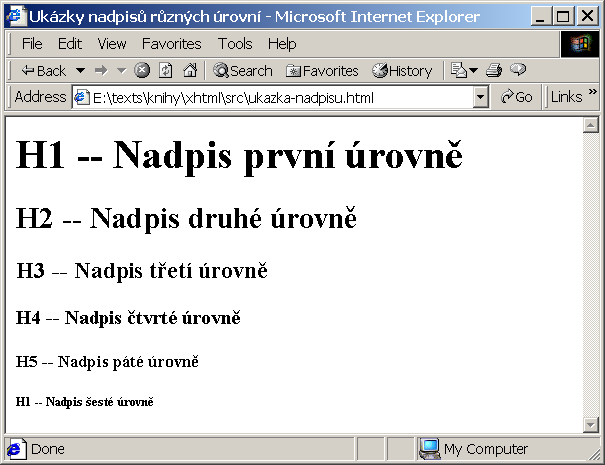 Ukázky nadpisů různých úrovní - Microsoft Internet Explorer
File Edit View Favorites Tools Help
Back Search Favorites History
Address E:\texts\knihy\xhtml\src\ukazka-nadpisu.html Go Links »
H1 -- Nadpis první úrovně
H2 -- Nadpis druhé úrovně
H3 -- Nadpis třetí úrovně
H4 -- Nadpis čtvrté úrovně
H5 -- Nadpis páté úrovně
H1 -- Nadpis šesté úrovně
Done My Computer